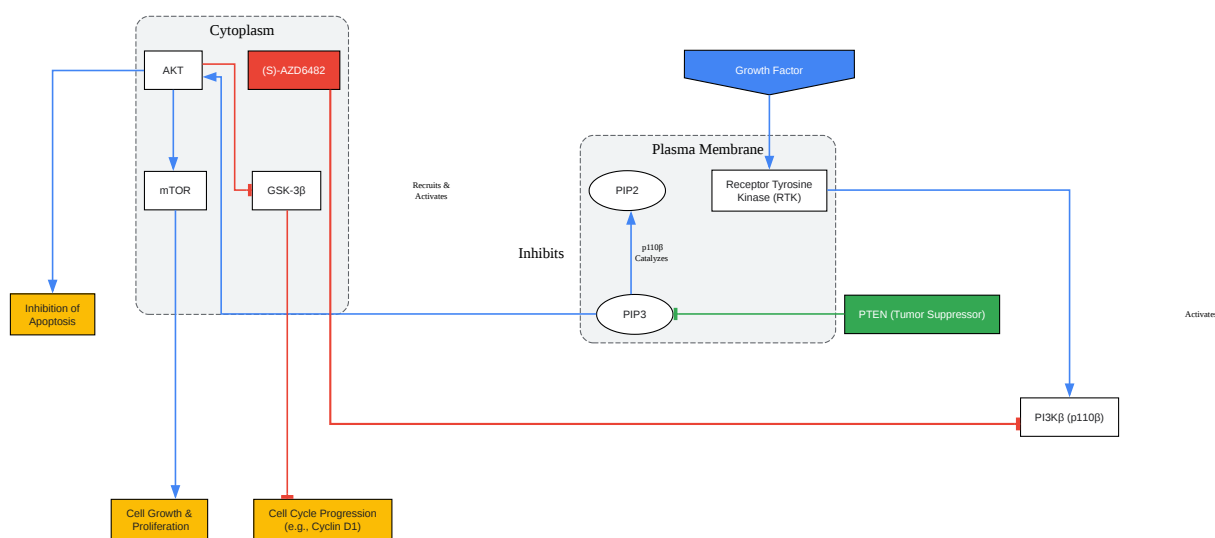 Cytoplasm
AKT
(S)-AZD6482
Growth Factor
Plasma Membrane
mTOR
GSK-3β
Recruits &
Activates
PIP2
Receptor Tyrosine
Kinase (RTK)
Inhibits
p110β
Catalyzes
Inhibition of
Apoptosis
PIP3
PTEN (Tumor Suppressor)
Activates
PI3Kβ (p110β)
Cell Growth &
Proliferation
Cell Cycle Progression
(e.g., Cyclin D1)